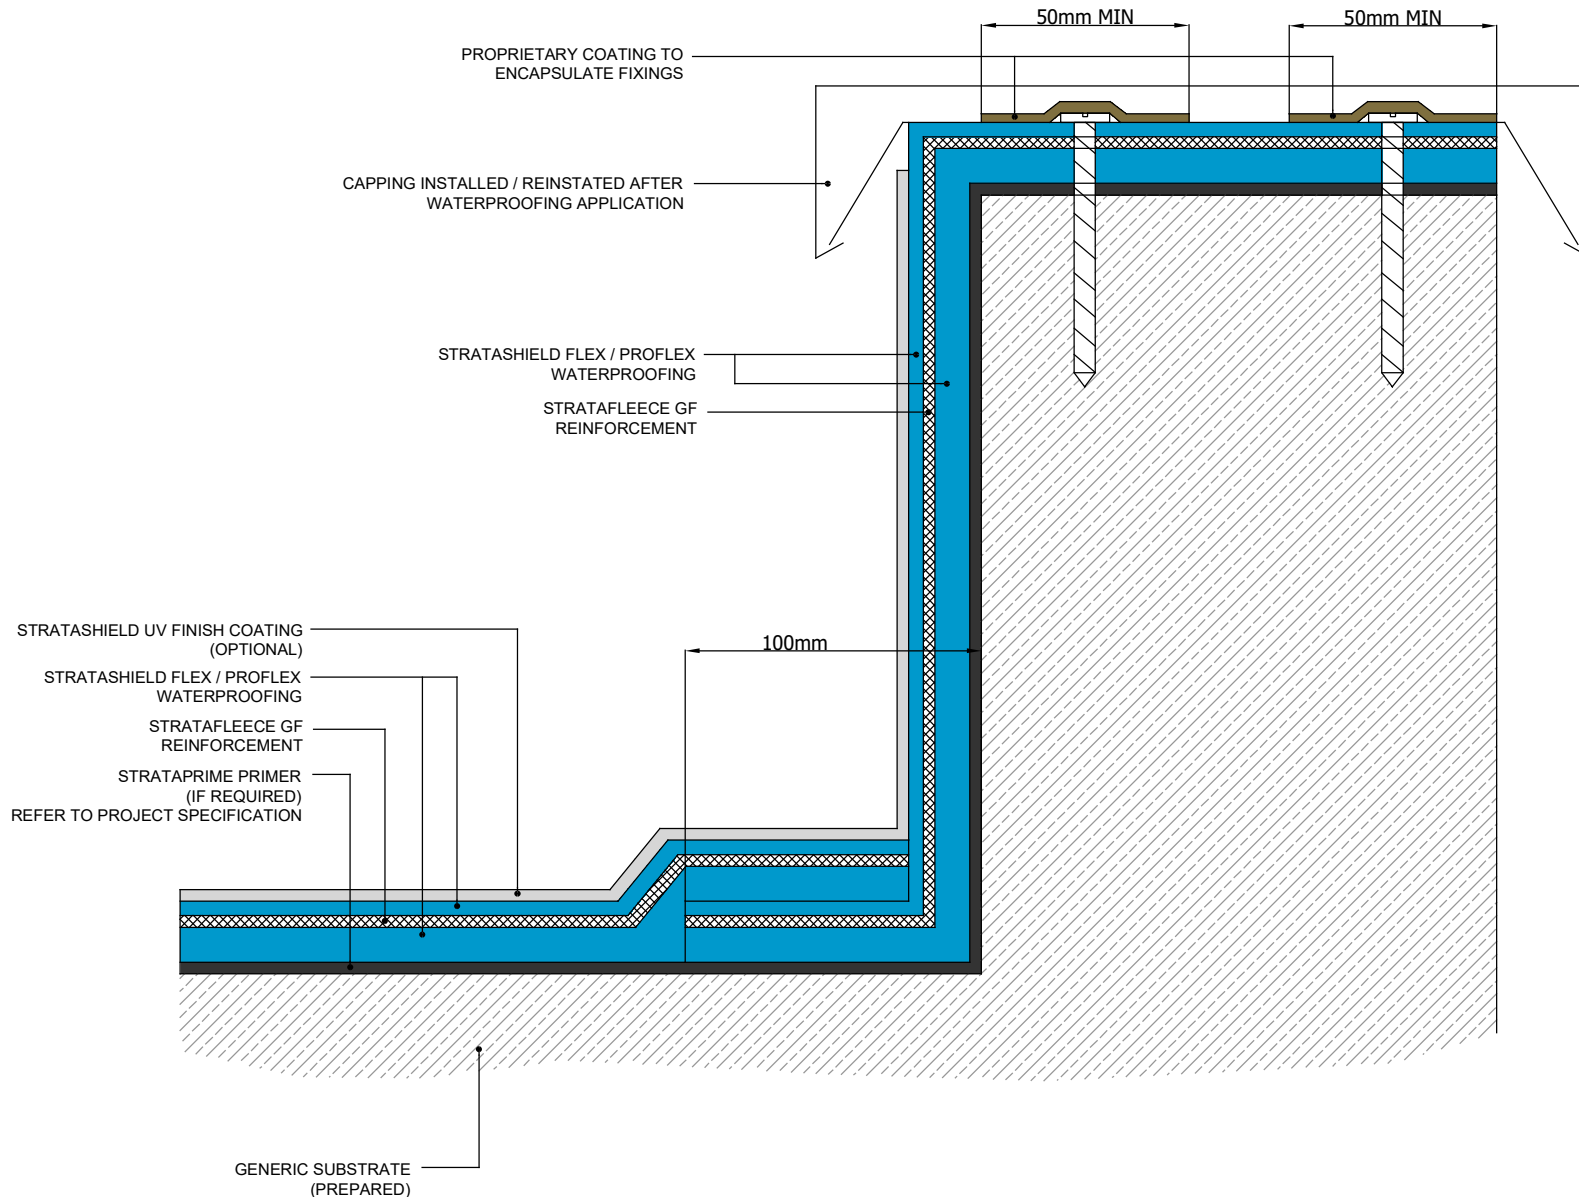 50mm MIN
50mm MIN
PROPRIETARY COATING TO
ENCAPSULATE FIXINGS
CAPPING INSTALLED / REINSTATED AFTER
WATERPROOFING APPLICATION
STRATASHIELD FLEX / PROFLEX
WATERPROOFING
STRATAFLEECE GF
REINFORCEMENT
100mm
STRATASHIELD UV FINISH COATING
(OPTIONAL)
STRATASHIELD FLEX / PROFLEX
WATERPROOFING
STRATAFLEECE GF
REINFORCEMENT
STRATAPRIME PRIMER
(IF REQUIRED)
REFER TO PROJECT SPECIFICATION
GENERIC SUBSTRATE
(PREPARED)